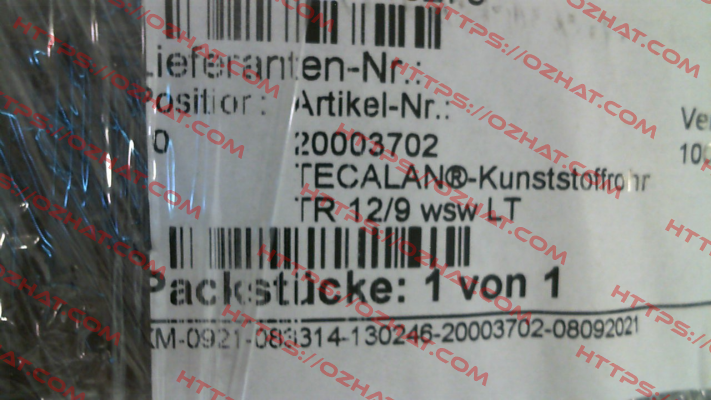 Lieferanten-Nr.:
Position: Artikel-Nr.:
20003702
TECALAN®-Kunststoffrohr
TR 12/9 wsw LT
Packstücke: 1 von 1
KM-0921-083314-130246-20003702-08092021
HTTPS://OZHAT.COM